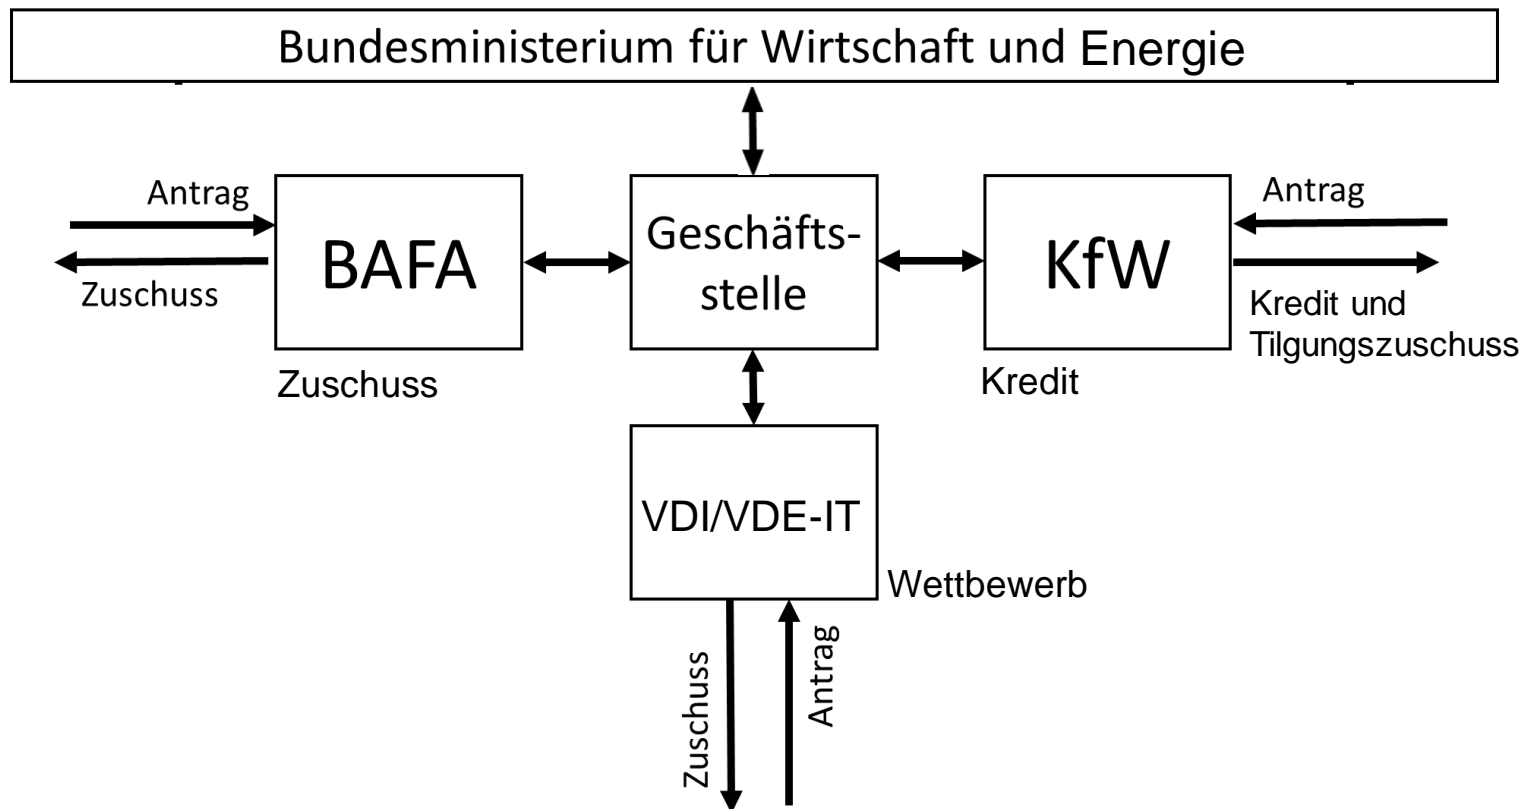 Bundesministerium für Wirtschaft und Energie
Antrag
Zuschuss
BAFA
Zuschuss
Geschäfts-
stelle
KfW
Kredit
Antrag
Kredit und
Tilgungszuschuss
VDI/VDE-IT
Wettbewerb
Zuschuss
Antrag